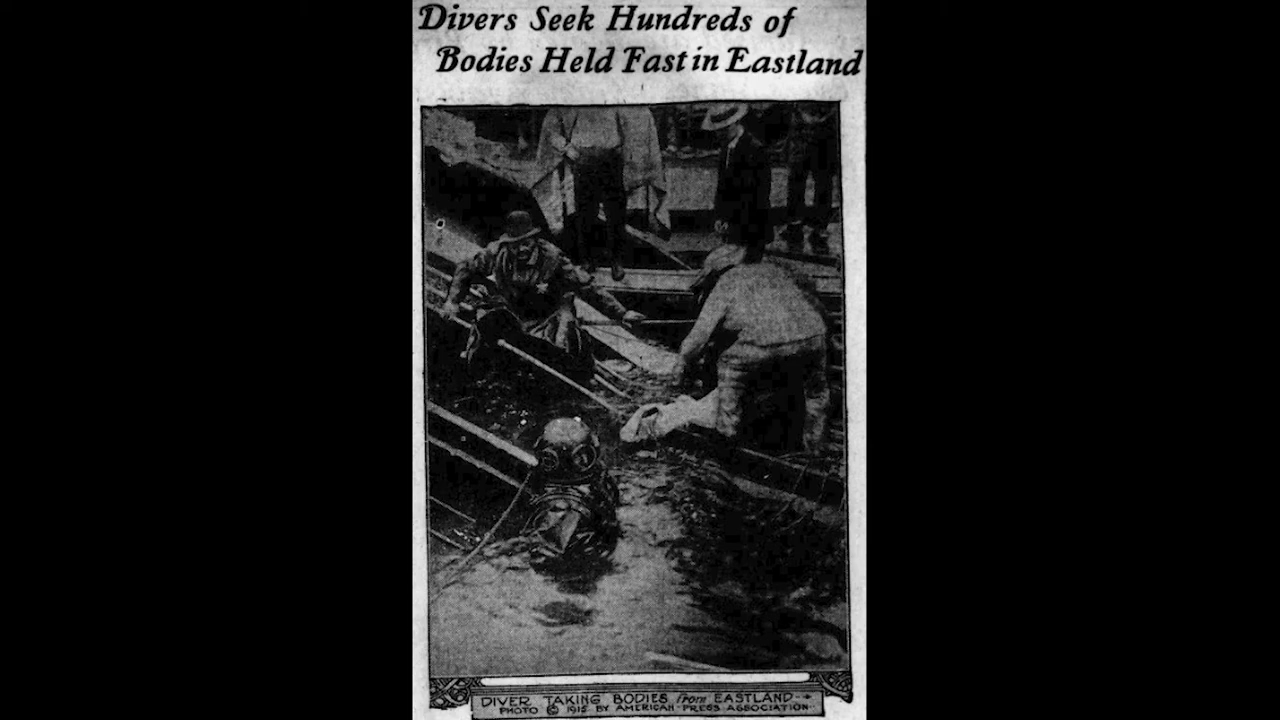 Divers Seek Hundreds of
Bodies Held Fast in Eastland
DIVER TAKING BODIES from EASTLAND--
PHOTO © 1915 BY AMERICAN PRESS ASSOCIATION